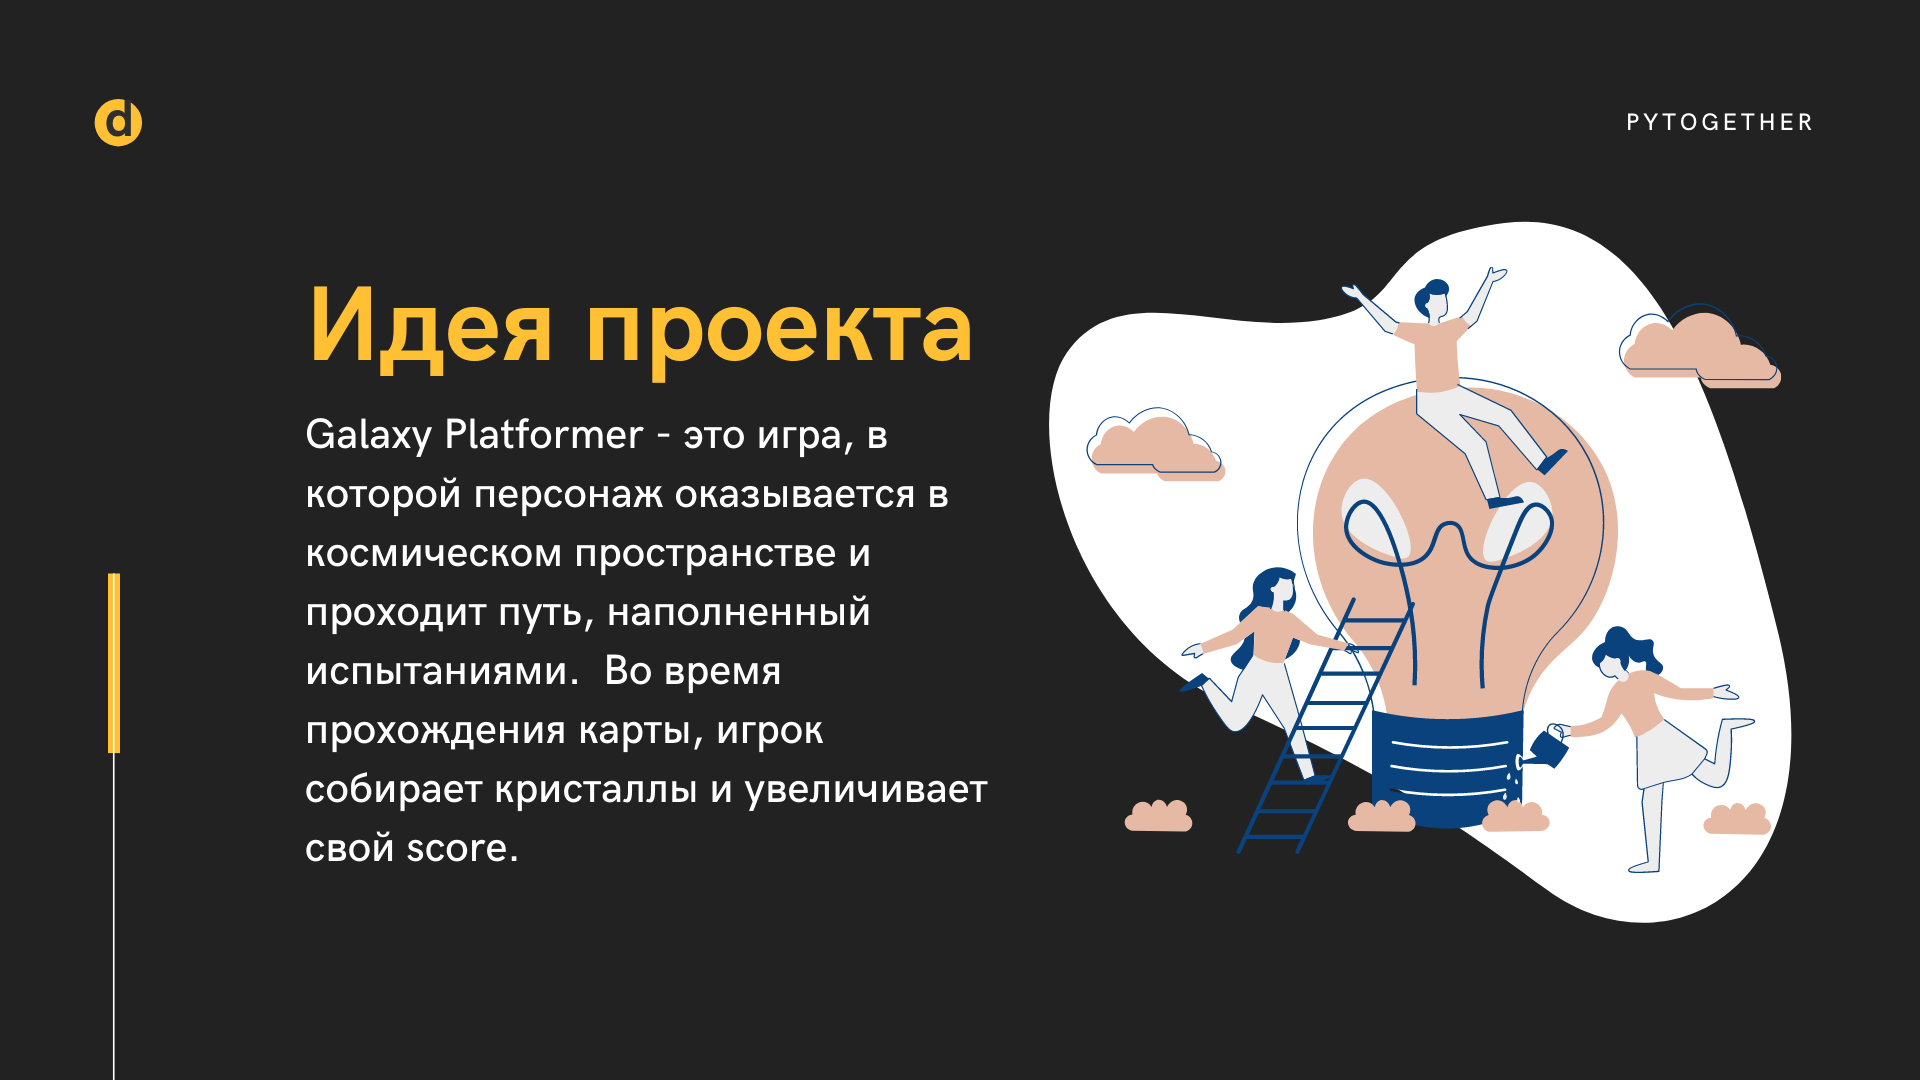 d
PYTOGETHER
Идея проекта
Galaxy Platformer - это игра, в
которой персонаж оказывается в
космическом пространстве и
проходит путь, наполненный
испытаниями.  Во время
прохождения карты, игрок
собирает кристаллы и увеличивает
свой score.